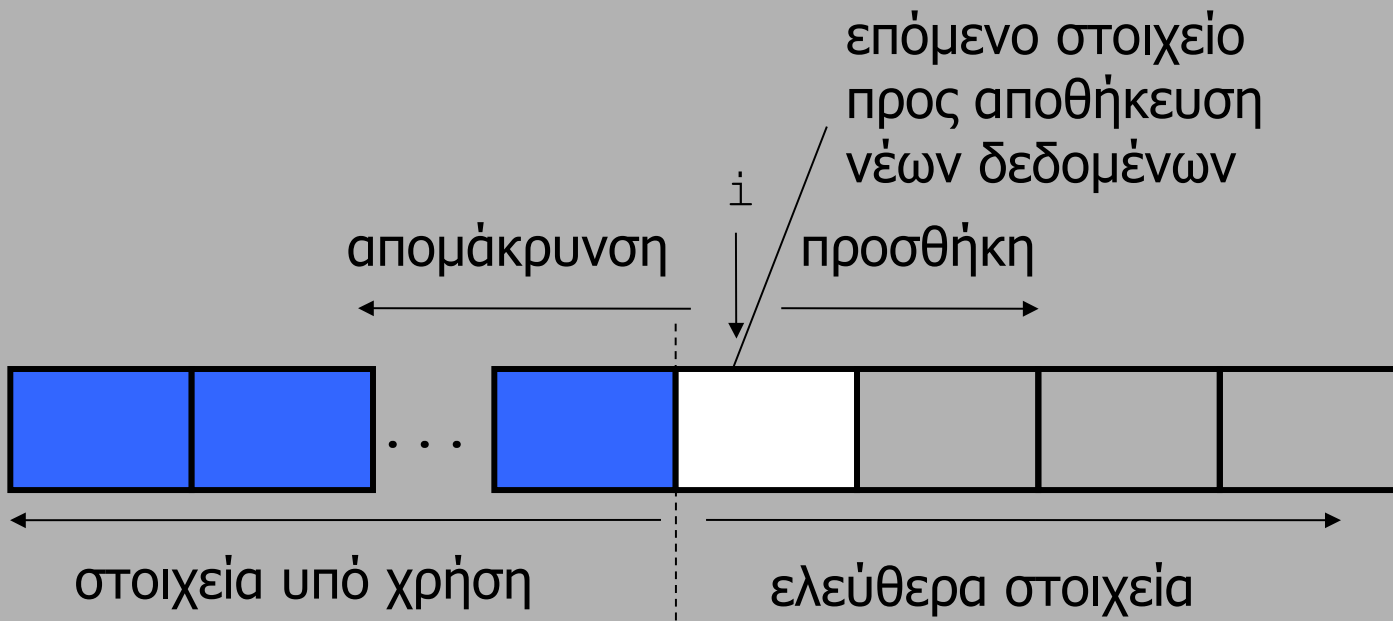 επόμενο στοιχείο
προς αποθήκευση
νέων δεδομένων
i
απομάκρυνση
προσθήκη
...
στοιχεία υπό χρήση
ελεύθερα στοιχεία